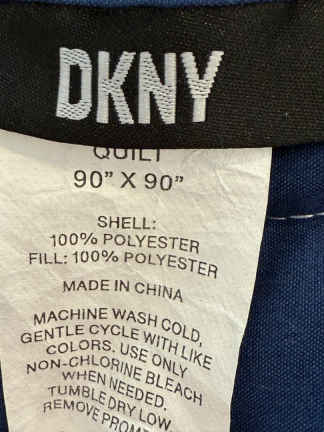 DKNY
QUILT
90" X 90"
SHELL:
100% POLYESTER
FILL: 100% POLYESTER
MADE IN CHINA
MACHINE WASH COLD,
GENTLE CYCLE WITH LIKE
COLORS. USE ONLY
NON-CHLORINE BLEACH
WHEN NEEDED.
TUMBLE DRY LOW
REMOVE